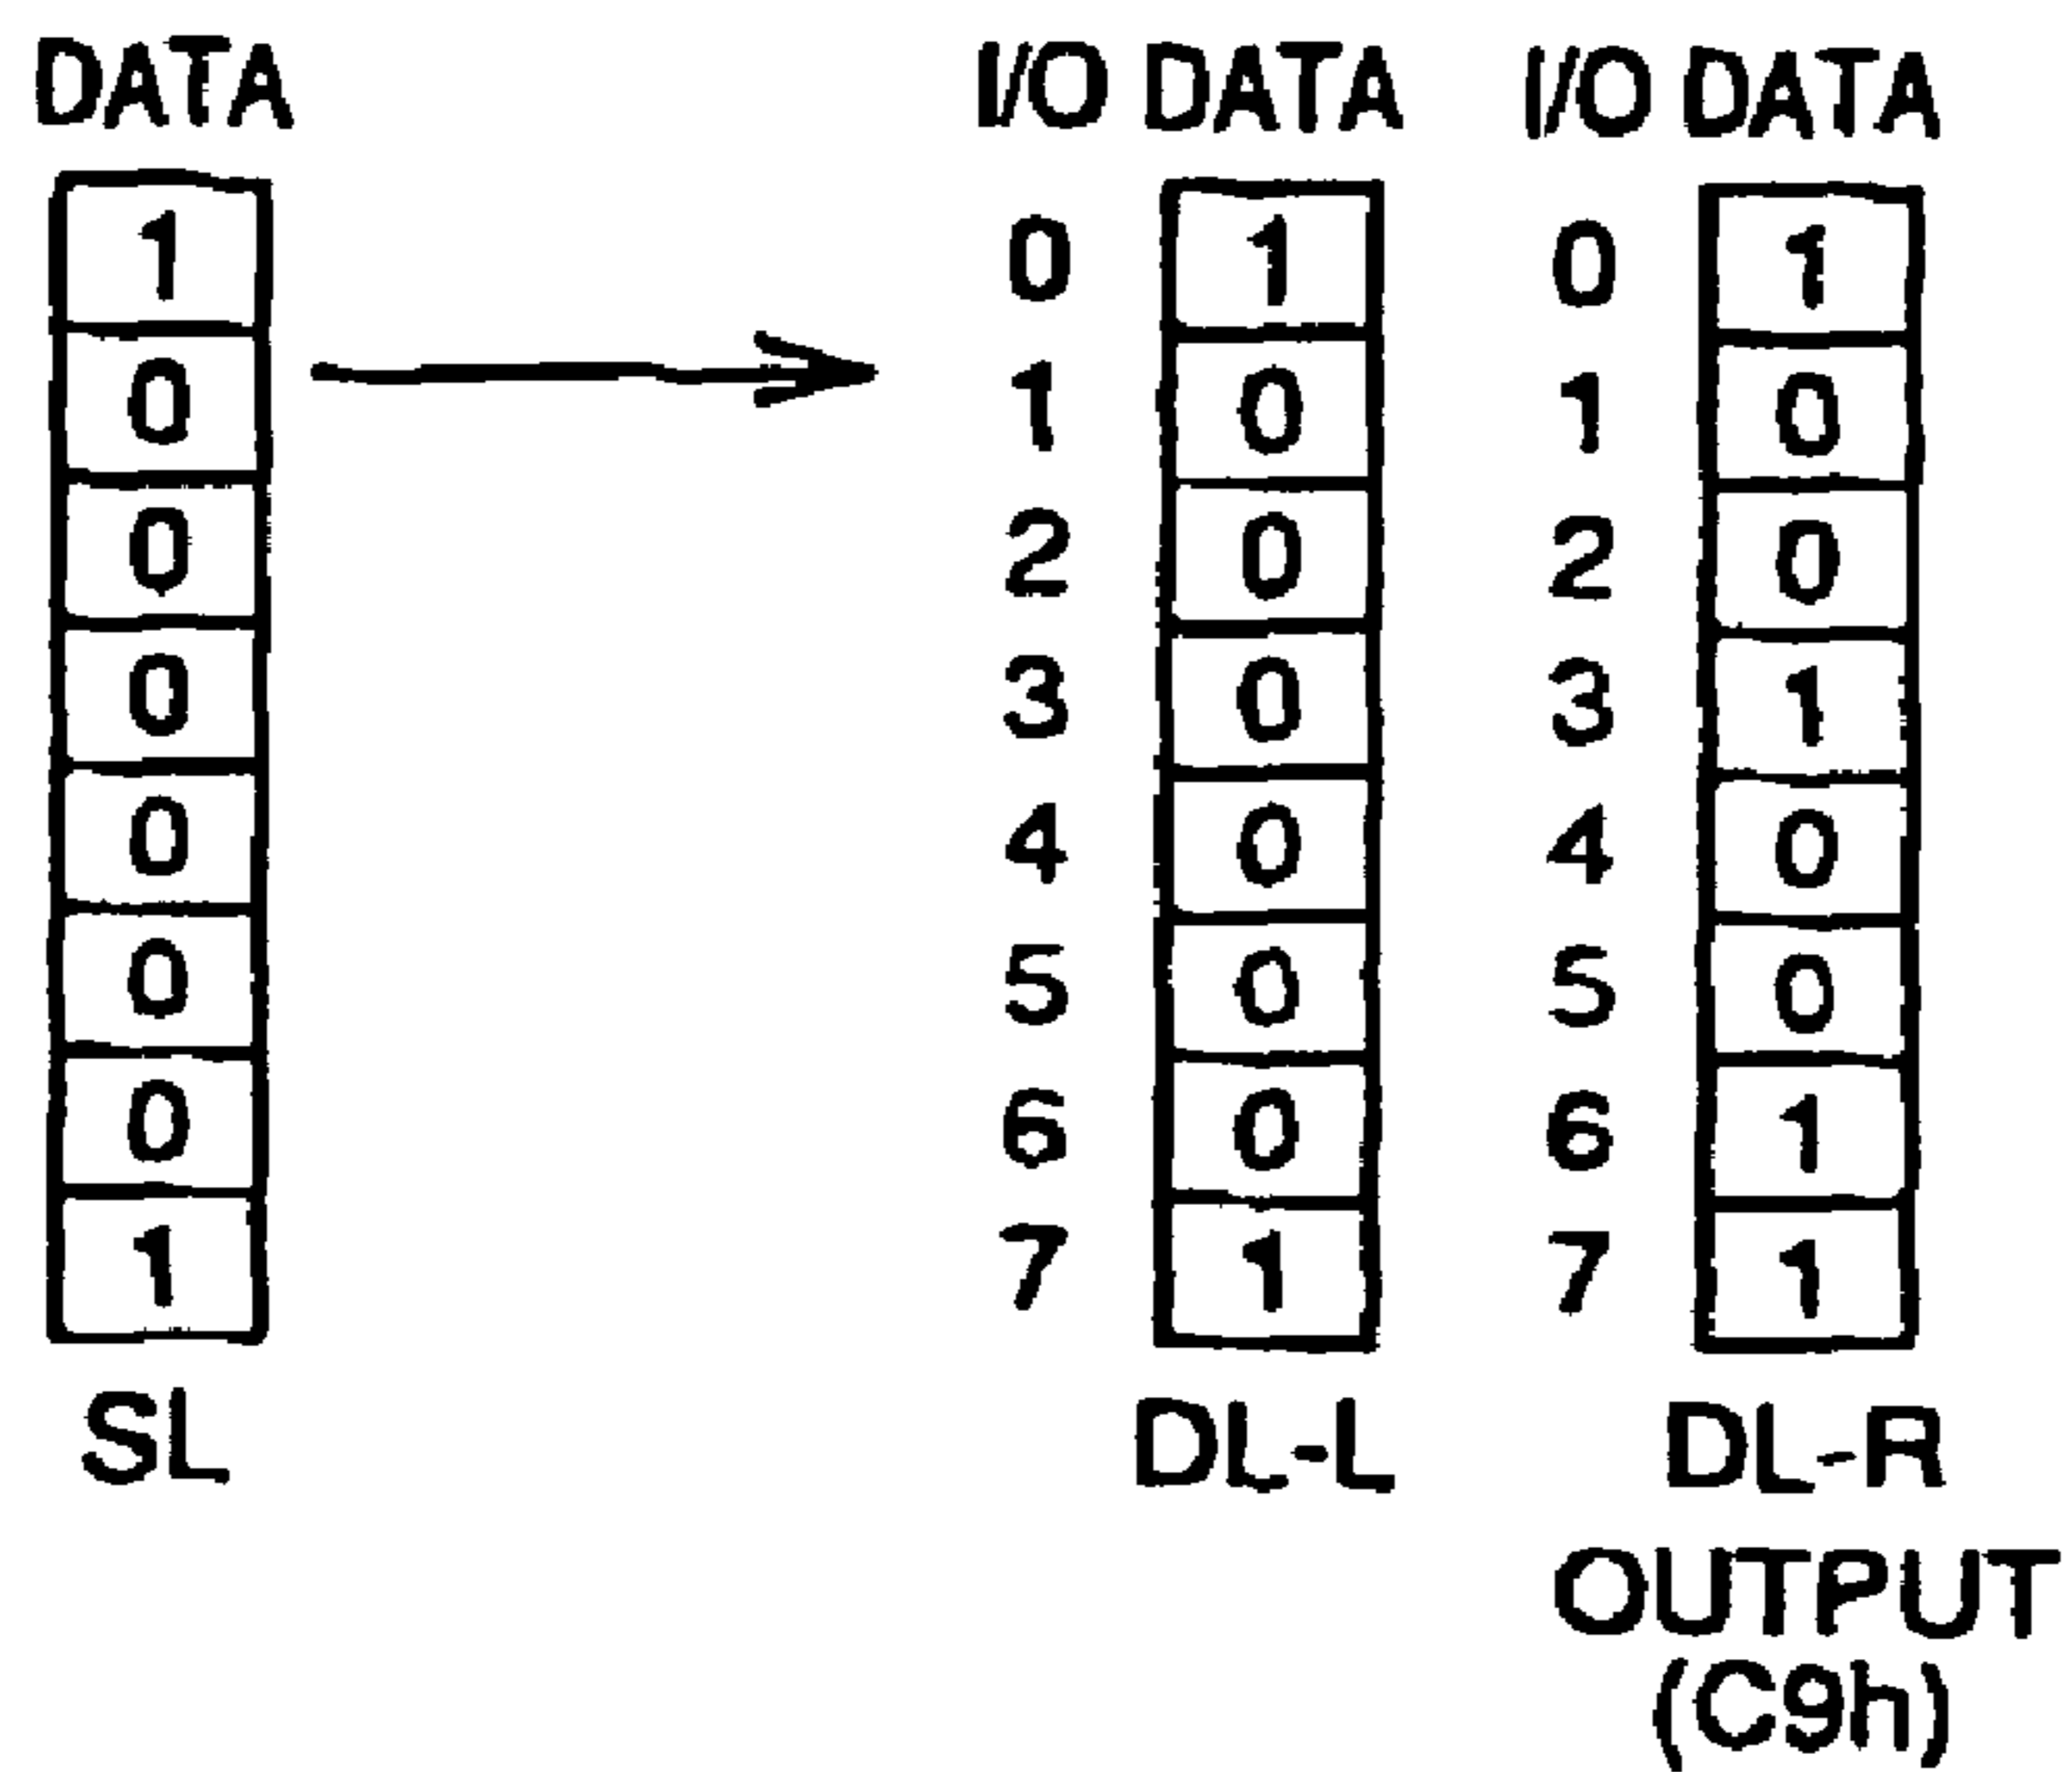 DATA I/O DATA I/O DATA
1 0 1 0 1
0 1 0 1 0
0 2 0 2 0
0 3 0 3 1
0 4 0 4 0
0 5 0 5 0
0 6 0 6 1
1 7 1 7 1
SL DL-L DL-R
OUTPUT
(C9h)